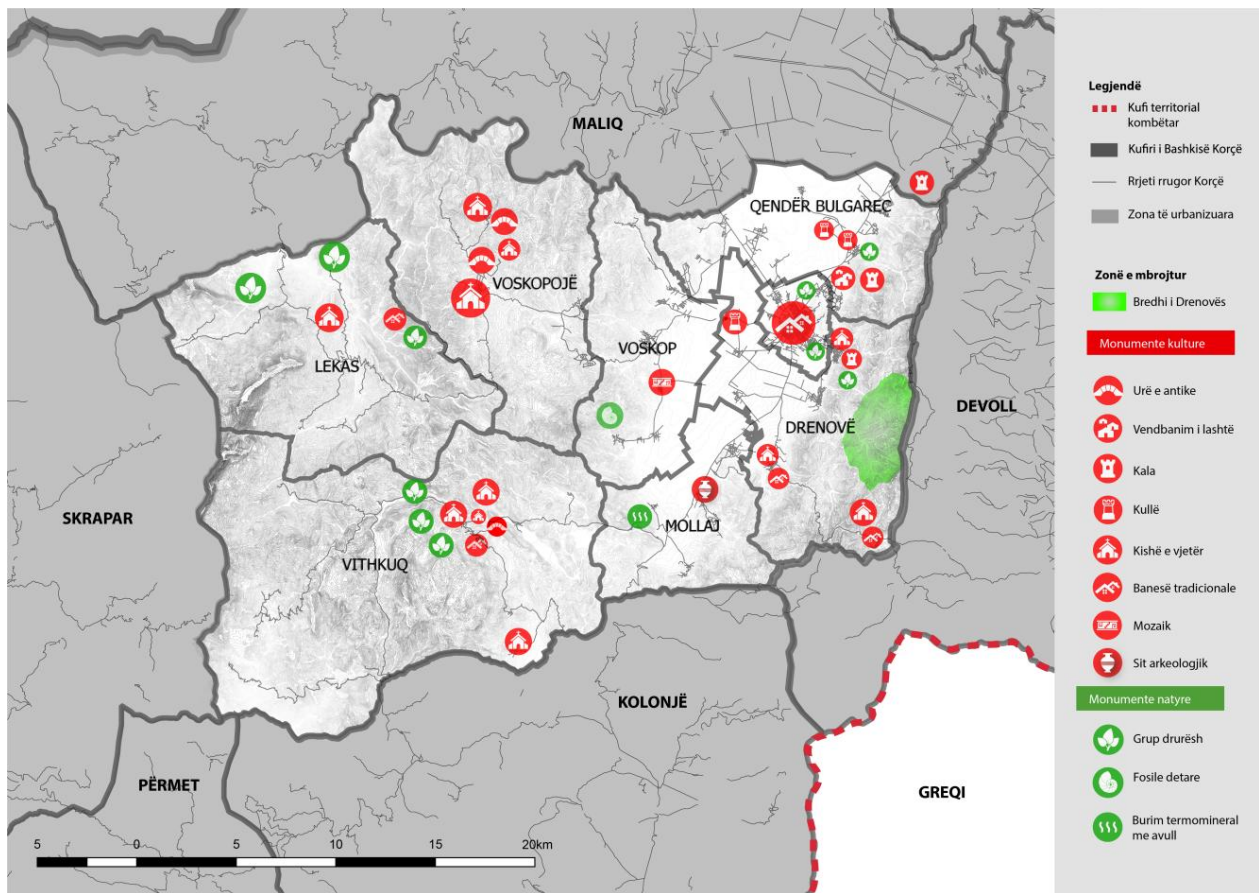 MALIQ
QENDËR BULGAREC
VOSKOPOJË
VOSKOP
LEKAS
DEVOLL
DRENOVË
SKRAPAR
MOLLAJ
VITHKUQ
KOLONJË
PËRMET
GREQI
5 0 5 10 15 20km
Legjendë
Kufi territorial
kombëtar
Kufiri i Bashkisë Korçë
Rrjeti rrugor Korçë
Zona të urbanizuara
Zonë e mbrojtur
Bredhi i Drenovës
Monumente kulture
Urë e antike
Vendbanim i lashtë
Kala
Kullë
Kishë e vjetër
Banesë tradicionale
Mozaik
Sit arkeologjik
Monumente natyre
Grup drurësh
Fosile detare
Burim termomineral
me avull